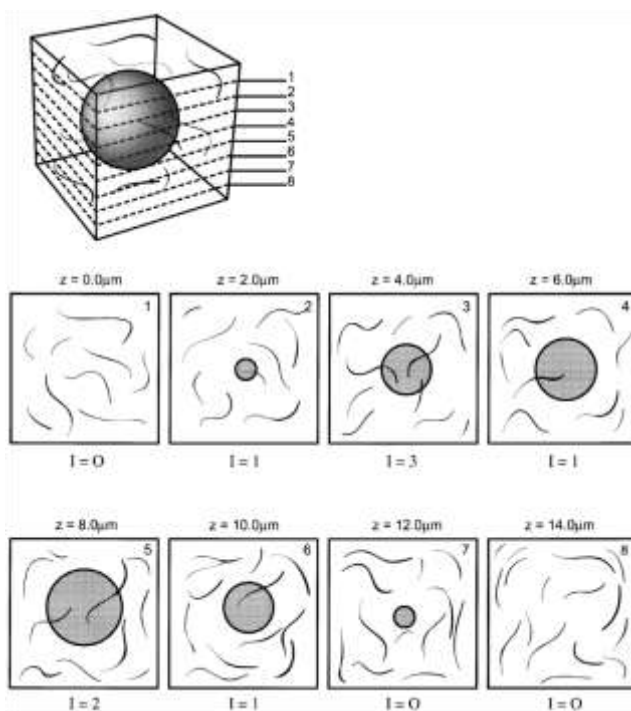 1
2
3
4
5
6
7
8
z = 0.0μm
z = 2.0μm
z = 4.0μm
z = 6.0μm
1
2
3
4
I = O
I = 1
I = 3
I = 1
z = 8.0μm
z = 10.0μm
z = 12.0μm
z = 14.0μm
5
6
7
8
I = 2
I = 1
I = O
I = O